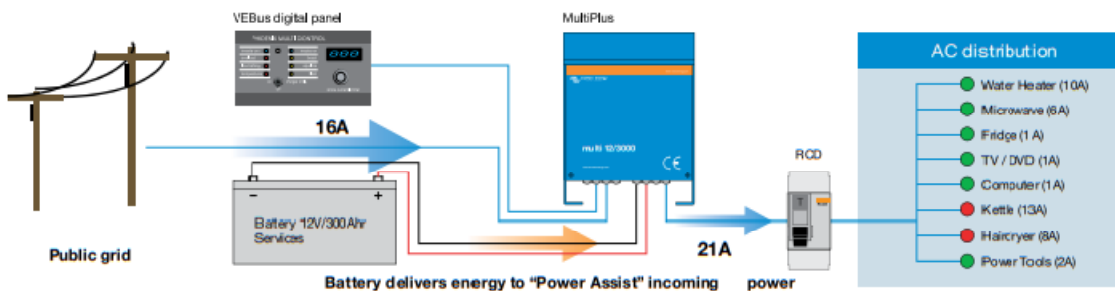 VEBus digital panel
MultiPlus
AC distribution
16A
multi 12/3000
CE
Battery 12V/300Ahr
Services
Public grid
21A
RCD
Water Heater (10A)
Microwave (6A)
Fridge (1A)
TV / DVD (1A)
Computer (1A)
Kettle (13A)
Hairdryer (8A)
Power Tools (2A)
Battery delivers energy to “Power Assist” incoming power